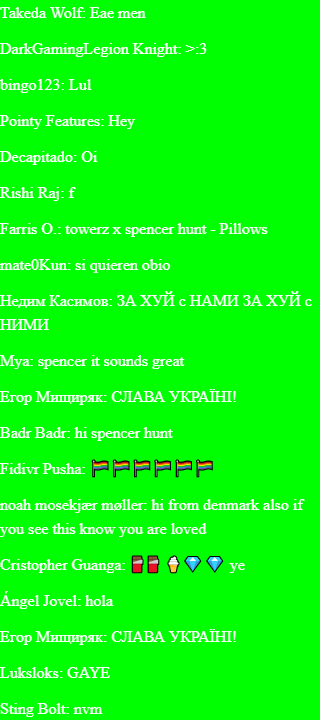 Takeda Wolf: Eae men
DarkGamingLegion Knight: >:3
bingo123: Lul
Pointy Features: Hey
Decapitado: Oi
Rishi Raj: f
Farris O.: towerz x spencer hunt - Pillows
mate0Kun: si quieren obio
Недим Касимов: ЗА ХУЙ с НАМИ ЗА ХУЙ с
НИМИ
Mya: spencer it sounds great
Егор Мищиряк: СЛАВА УКРАЇНІ!
Badr Badr: hi spencer hunt
Fidivr Pusha: 🏳️‍🌈🏳️‍🌈🏳️‍🌈🏳️‍🌈🏳️‍🌈🏳️‍🌈
noah mosekjær møller: hi from denmark also if
you see this know you are loved
Cristopher Guanga: 🍫🍫🍦💎💎 ye
Ángel Jovel: hola
Егор Мищиряк: СЛАВА УКРАЇНІ!
Luksloks: GAYE
Sting Bolt: nvm